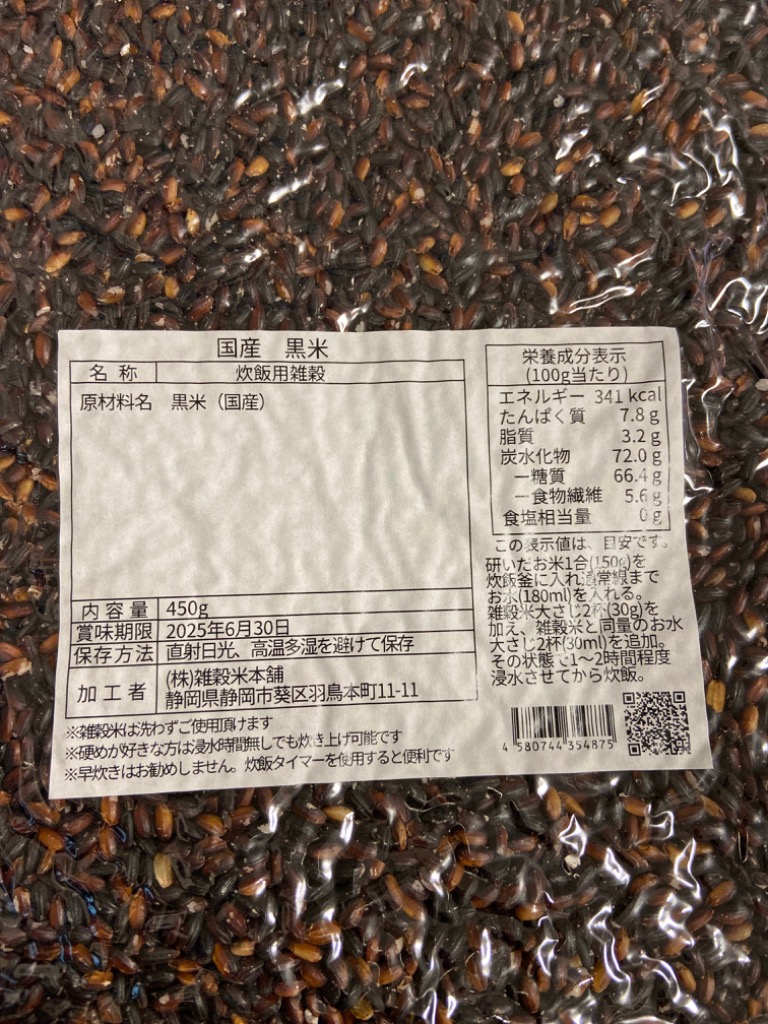 国産 黒米
名称 炊飯用雑穀
原材料名 黒米（国産）
内容量 450g
賞味期限 2025年6月30日
保存方法 直射日光、高温多湿を避けて保存
加工者 (株)雑穀米本舗
静岡県静岡市葵区羽鳥本町11-11
※雑穀米は洗わずご使用頂けます
※硬めが好きな方は浸水時間無しでも炊き上げ可能です
※早炊きはお勧めしません。炊飯タイマーを使用すると便利です
栄養成分表示
(100g当たり)
エネルギー 341 kcal
たんぱく質 7.8 g
脂質 3.2 g
炭水化物 72.0 g
ー糖質 66.4 g
ー食物繊維 5.6 g
食塩相当量 0 g
この表示値は、目安です。
研いだお米1合(150g)を
炊飯釜に入れ通常線まで
お水(180ml)を入れる。
雑穀米大さじ2杯(30g)を
加え、雑穀米と同量のお水
大さじ2杯(30ml)を追加。
その状態で1〜2時間程度
浸水させてから炊飯。
4 580744 354875